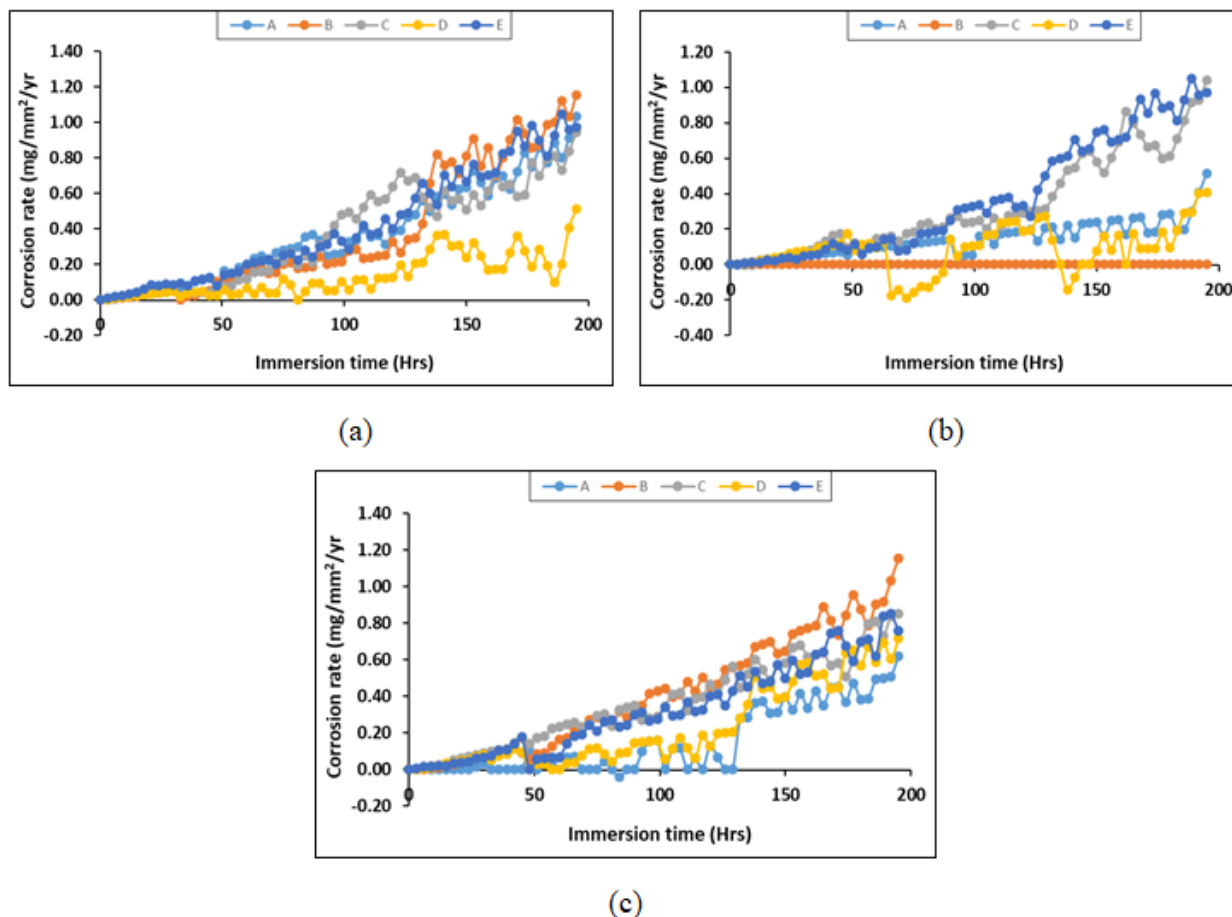 A B C D E
1.40
1.20
1.00
0.80
0.60
0.40
0.20
0.00
-0.20
0 50 100 150 200
Corrosion rate (mg/mm²/yr)
Immersion time (Hrs)
(a)
A B C D E
1.20
1.00
0.80
0.60
0.40
0.20
0.00
-0.20
-0.40
0 50 100 150 200
Corrosion rate (mg/mm²/yr)
Immersion time (Hrs)
(b)
A B C D E
1.40
1.20
1.00
0.80
0.60
0.40
0.20
0.00
-0.20
0 50 100 150 200
Corrosion rate (mg/mm²/yr)
Immersion time (Hrs)
(c)